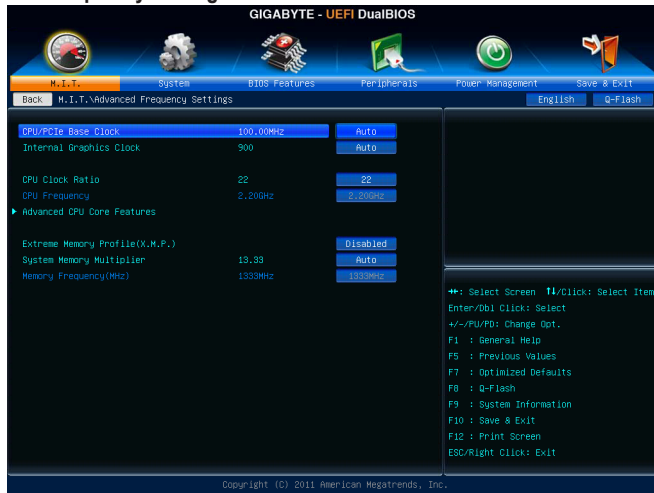 GIGABYTE - UEFI DualBIOS
M.I.T. System BIOS Features Peripherals Power Management Save & Exit
Back M.I.T.\Advanced Frequency Settings English Q-Flash
CPU/PCIe Base Clock 100.00MHz Auto
Internal Graphics Clock 900 Auto
CPU Clock Ratio 22 22
CPU Frequency 2.20GHz 2.20GHz
Advanced CPU Core Features
Extreme Memory Profile(X.M.P.) Disabled
System Memory Multiplier 13.33 Auto
Memory Frequency(MHz) 1333MHz 1333MHz
→←: Select Screen ↑↓/Click: Select Item
Enter/Dbl Click: Select
+/-/PU/PD: Change Opt.
F1 : General Help
F5 : Previous Values
F7 : Optimized Defaults
F8 : Q-Flash
F9 : System Information
F10 : Save & Exit
F12 : Print Screen
ESC/Right Click: Exit
Copyright (C) 2011 American Megatrends, Inc.